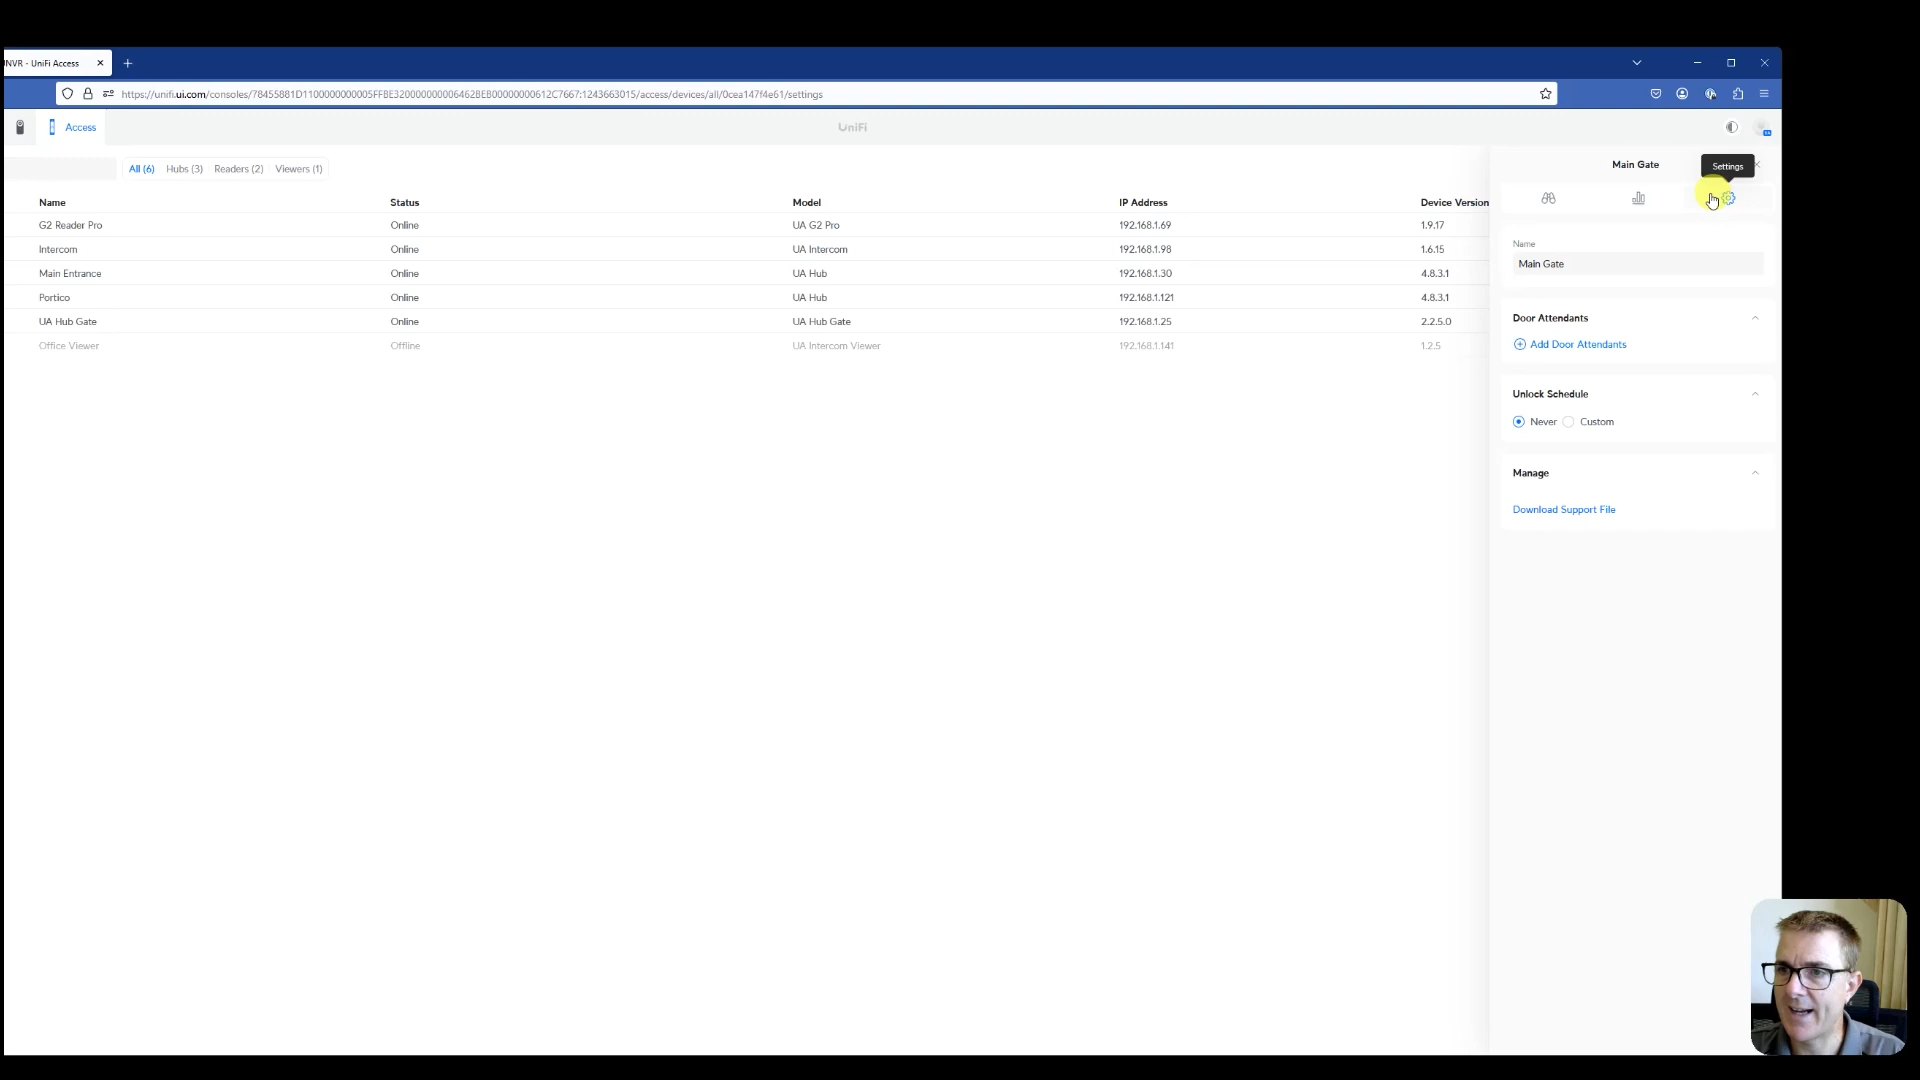 NVR - UniFi Access
https://unifi.ui.com/consoles/78455881D1100000000005FFBE320000000006462BEB00000000612C7667:1243663015/access/devices/all/0cea147f4e61/settings
Access
UniFi
All (6) Hubs (3) Readers (2) Viewers (1)
Name Status Model IP Address Device Version
G2 Reader Pro Online UA G2 Pro 192.168.1.69 1.9.17
Intercom Online UA Intercom 192.168.1.98 1.6.15
Main Entrance Online UA Hub 192.168.1.30 4.8.3.1
Portico Online UA Hub 192.168.1.121 4.8.3.1
UA Hub Gate Online UA Hub Gate 192.168.1.25 2.2.5.0
Office Viewer Offline UA Intercom Viewer 192.168.1.141 1.2.5
Main Gate
Settings
Name
Main Gate
Door Attendants
Add Door Attendants
Unlock Schedule
Never Custom
Manage
Download Support File